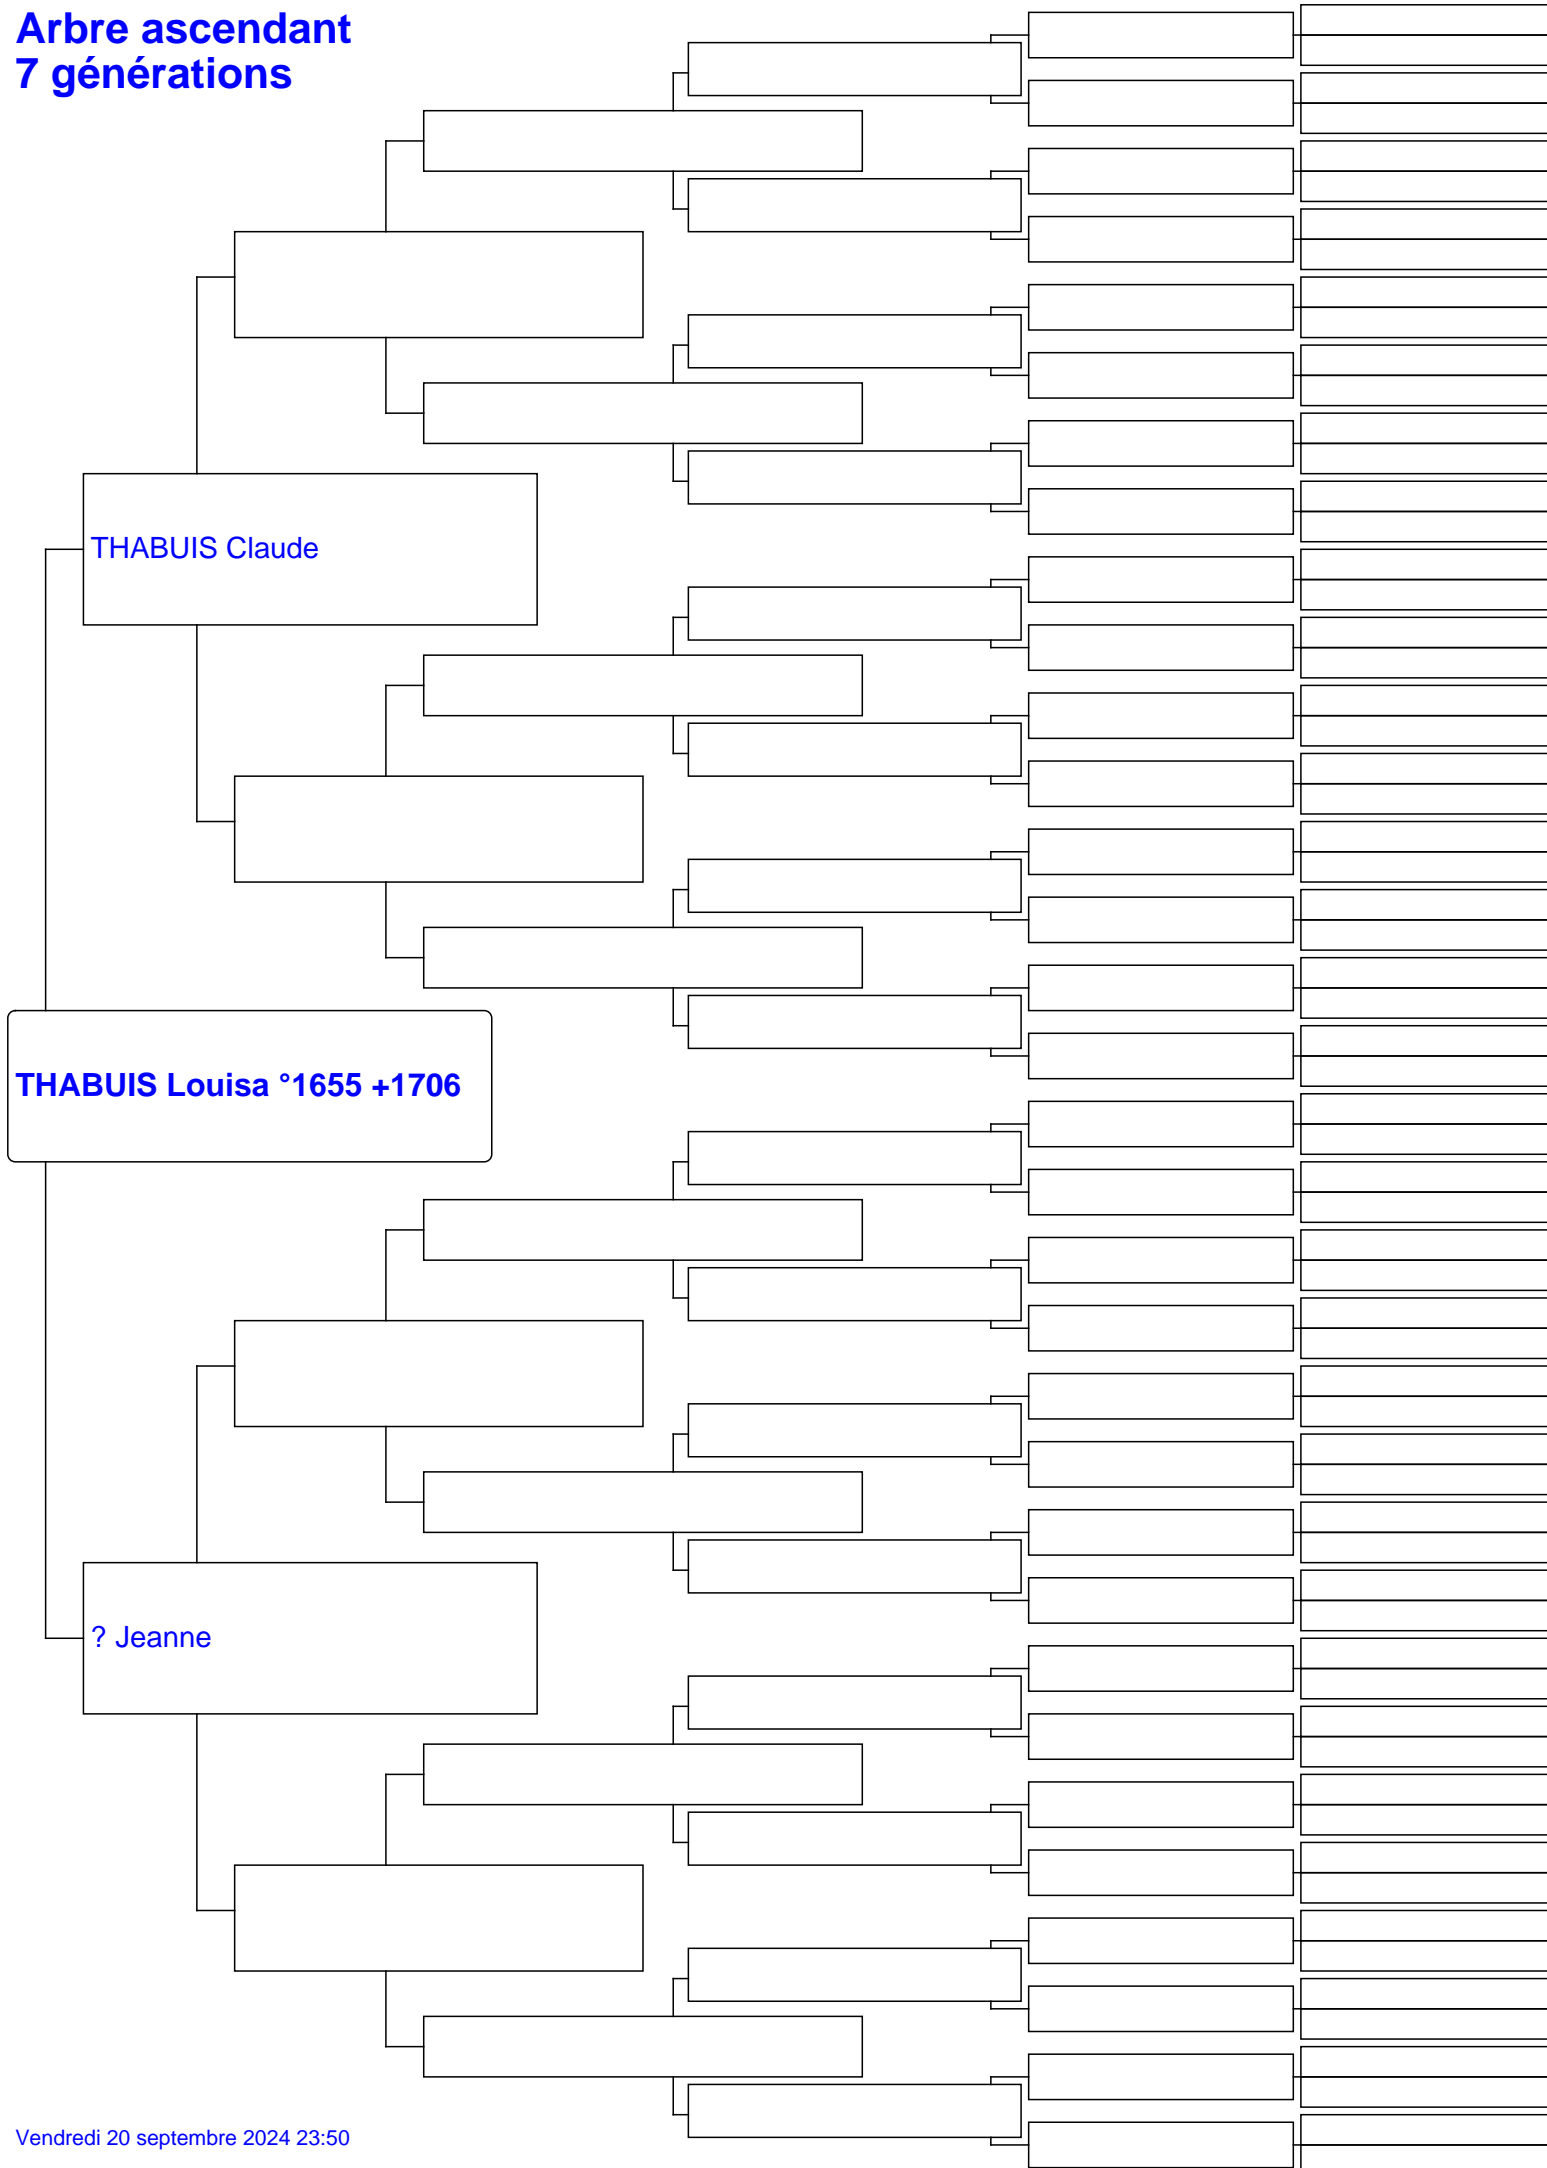 Arbre ascendant
7 générations
THABUIS Claude
THABUIS Louisa °1655 +1706
? Jeanne
Vendredi 20 septembre 2024 23:50